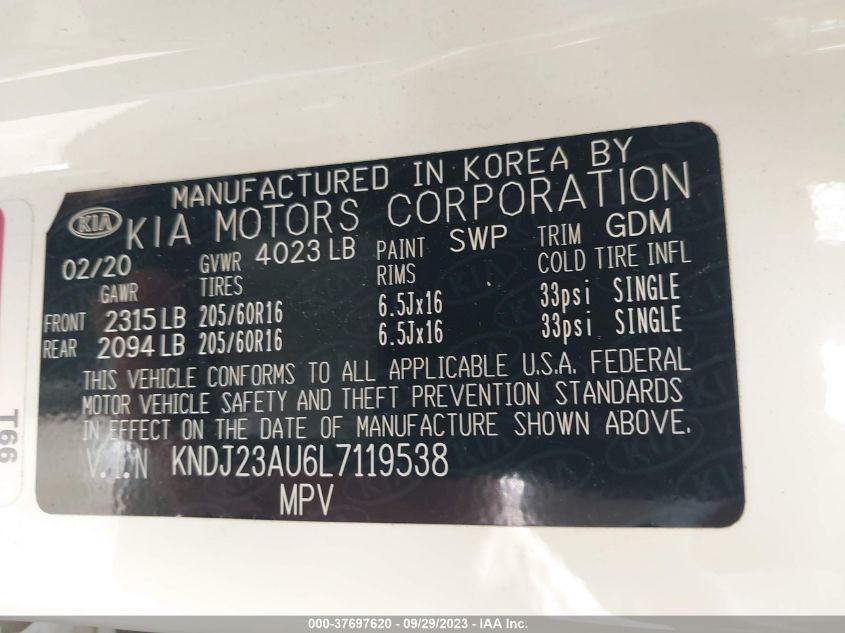 MANUFACTURED IN KOREA BY
KIA KIA MOTORS CORPORATION
02/20 GVWR 4023 LB PAINT SWP TRIM GDM
GAWR TIRES RIMS COLD TIRE INFL
FRONT 2315 LB 205/60R16 6.5Jx16 33psi SINGLE
REAR 2094 LB 205/60R16 6.5Jx16 33psi SINGLE
THIS VEHICLE CONFORMS TO ALL APPLICABLE U.S.A. FEDERAL
MOTOR VEHICLE SAFETY AND THEFT PREVENTION STANDARDS
IN EFFECT ON THE DATE OF MANUFACTURE SHOWN ABOVE.
V.I.N KNDJ23AU6L7119538
MPV
T66
000-37697620 - 09/29/2023 - IAA Inc.